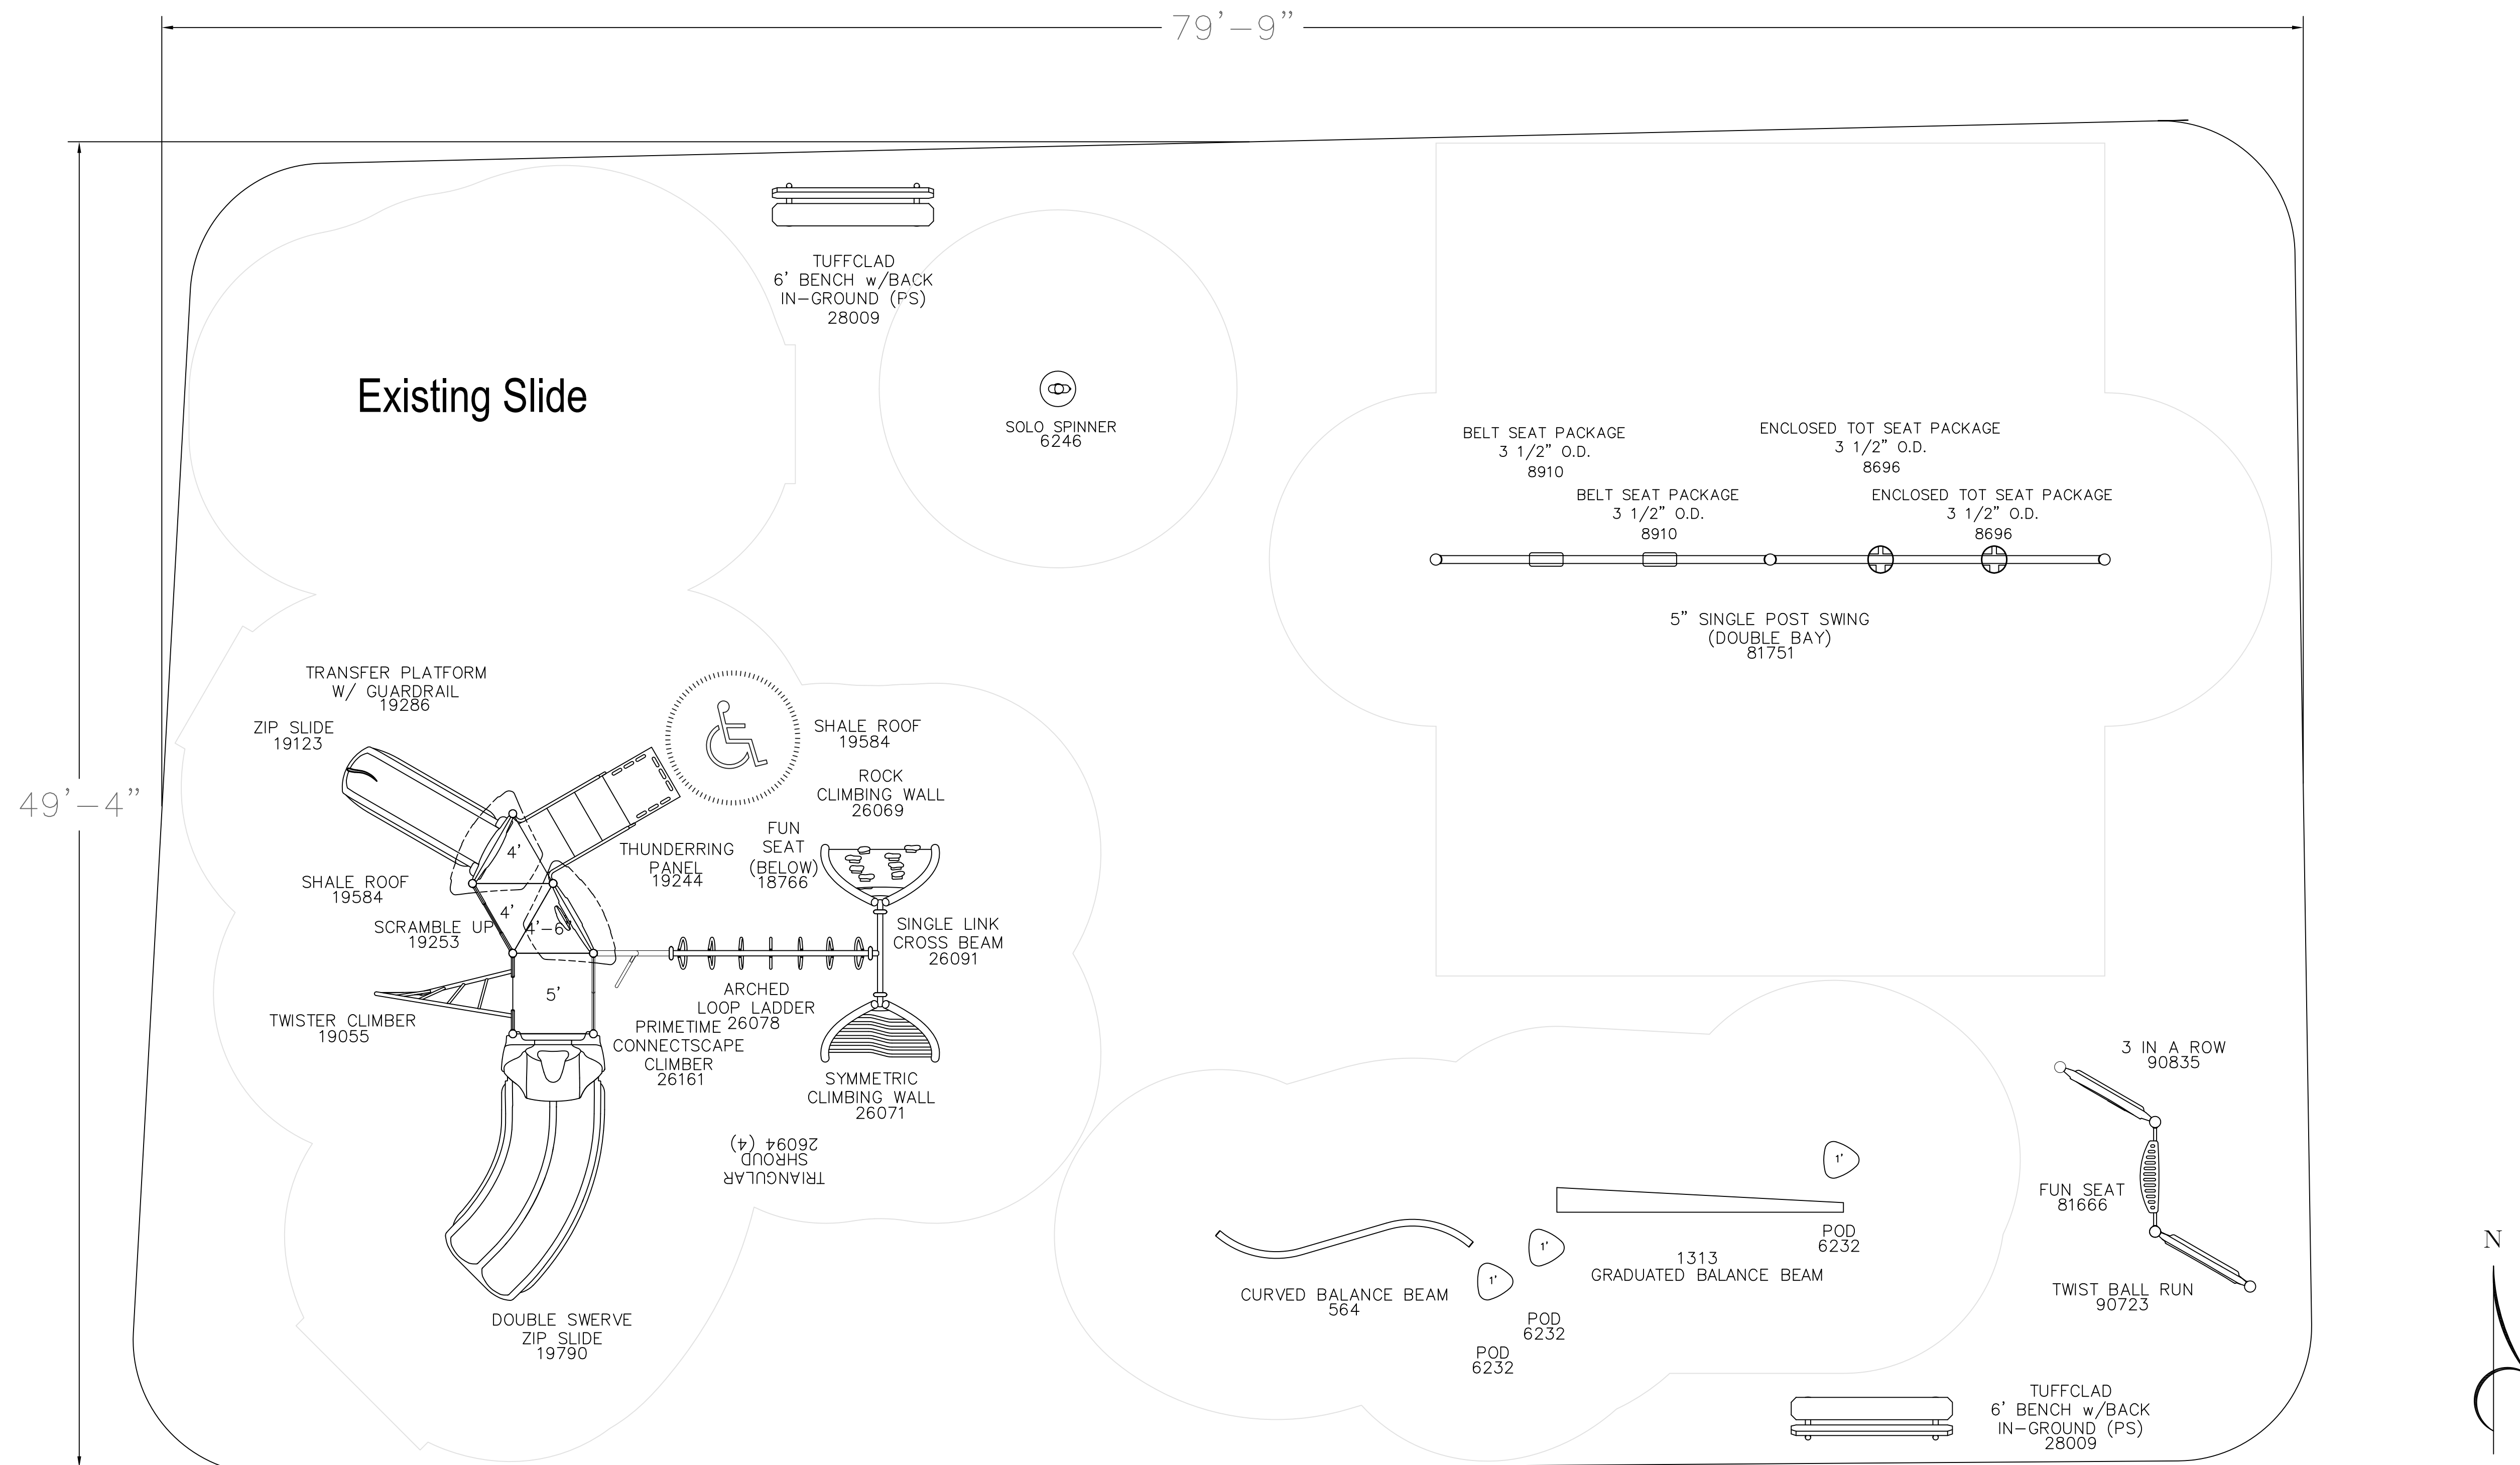 79'-9"
TUFFCLAD
6' BENCH w/BACK
IN-GROUND (PS)
28009
Existing Slide
SOLO SPINNER
6246
BELT SEAT PACKAGE
3 1/2" O.D.
8910
ENCLOSED TOT SEAT PACKAGE
3 1/2" O.D.
8696
BELT SEAT PACKAGE
3 1/2" O.D.
8910
ENCLOSED TOT SEAT PACKAGE
3 1/2" O.D.
8696
5" SINGLE POST SWING
(DOUBLE BAY)
81751
TRANSFER PLATFORM
W/ GUARDRAIL
19286
ZIP SLIDE
19123
SHALE ROOF
19584
ROCK
CLIMBING WALL
26069
49'-4"
FUN
SEAT
(BELOW)
18766
THUNDERRING
PANEL
19244
4'
SHALE ROOF
19584
4'
SCRAMBLE UP
19253
4'-6"
SINGLE LINK
CROSS BEAM
26091
5'
ARCHED
LOOP LADDER
26078
TWISTER CLIMBER
19055
PRIMETIME
CONNECTSCAPE
CLIMBER
26161
SYMMETRIC
CLIMBING WALL
26071
TRIANGULAR
SHROUD
26094 (4)
DOUBLE SWERVE
ZIP SLIDE
19790
3 IN A ROW
90835
1'
FUN SEAT
81666
POD
6232
1'
1313
GRADUATED BALANCE BEAM
1'
CURVED BALANCE BEAM
564
POD
6232
POD
6232
TWIST BALL RUN
90723
N
TUFFCLAD
6' BENCH w/BACK
IN-GROUND (PS)
28009